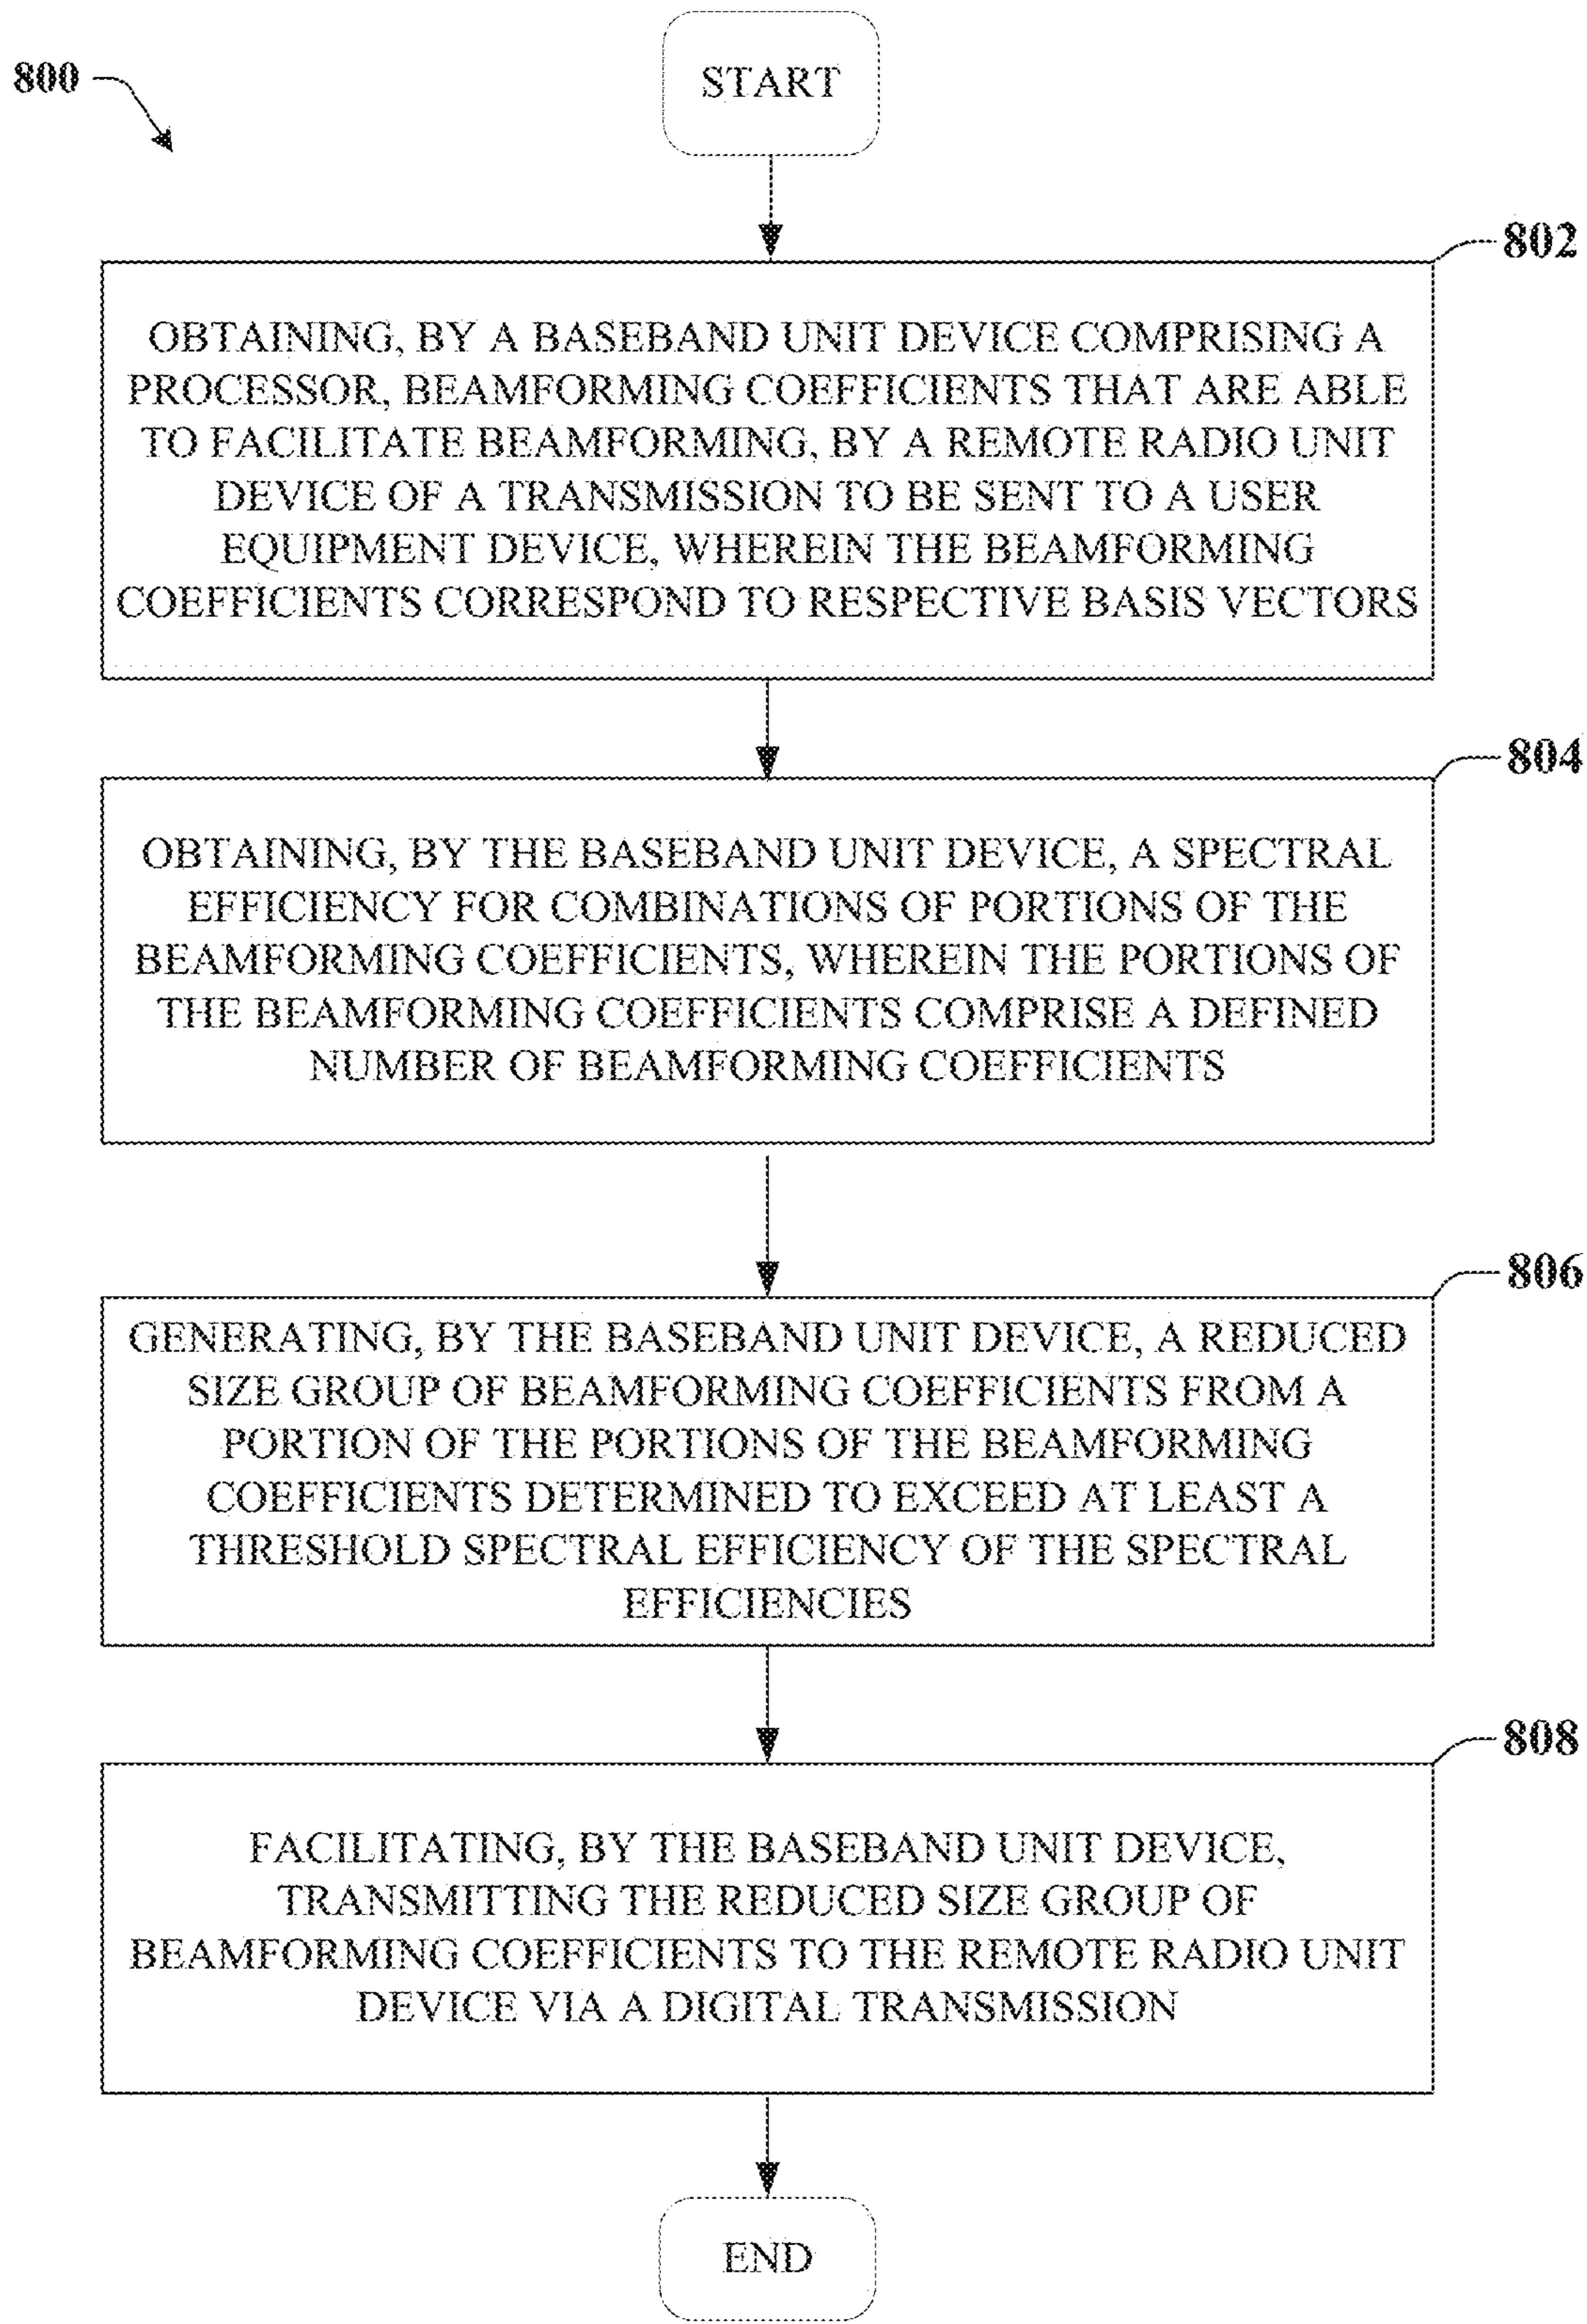 800
START
802
OBTAINING, BY A BASEBAND UNIT DEVICE COMPRISING A
PROCESSOR, BEAMFORMING COEFFICIENTS THAT ARE ABLE
TO FACILITATE BEAMFORMING, BY A REMOTE RADIO UNIT
DEVICE OF A TRANSMISSION TO BE SENT TO A USER
EQUIPMENT DEVICE, WHEREIN THE BEAMFORMING
COEFFICIENTS CORRESPOND TO RESPECTIVE BASIS VECTORS
804
OBTAINING, BY THE BASEBAND UNIT DEVICE, A SPECTRAL
EFFICIENCY FOR COMBINATIONS OF PORTIONS OF THE
BEAMFORMING COEFFICIENTS, WHEREIN THE PORTIONS OF
THE BEAMFORMING COEFFICIENTS COMPRISE A DEFINED
NUMBER OF BEAMFORMING COEFFICIENTS
806
GENERATING, BY THE BASEBAND UNIT DEVICE, A REDUCED
SIZE GROUP OF BEAMFORMING COEFFICIENTS FROM A
PORTION OF THE PORTIONS OF THE BEAMFORMING
COEFFICIENTS DETERMINED TO EXCEED AT LEAST A
THRESHOLD SPECTRAL EFFICIENCY OF THE SPECTRAL
EFFICIENCIES
808
FACILITATING, BY THE BASEBAND UNIT DEVICE,
TRANSMITTING THE REDUCED SIZE GROUP OF
BEAMFORMING COEFFICIENTS TO THE REMOTE RADIO UNIT
DEVICE VIA A DIGITAL TRANSMISSION
END